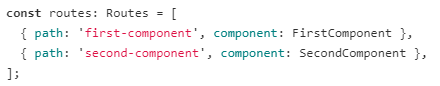 const routes: Routes = [
  { path: 'first-component', component: FirstComponent },
  { path: 'second-component', component: SecondComponent },
];